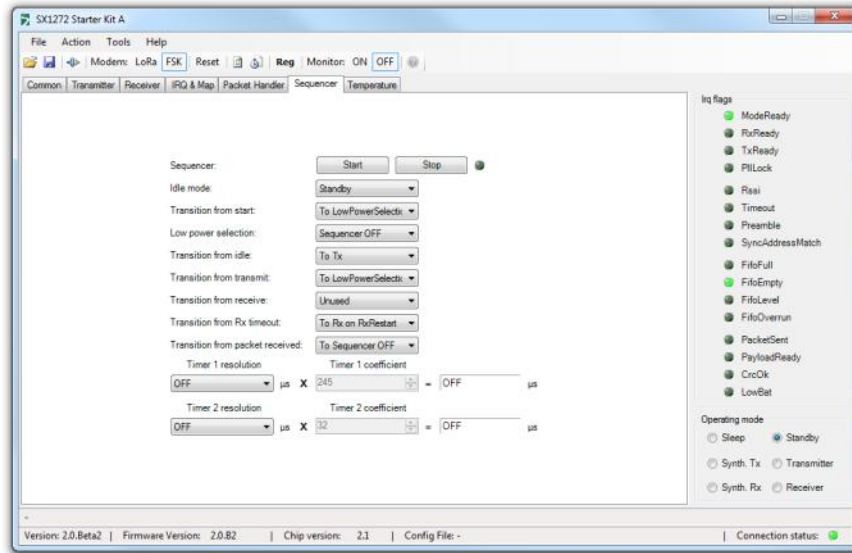 SX1272 Starter Kit A
File Action Tools Help
Modem: LoRa FSK Reset Reg Monitor: ON OFF
Common Transmitter Receiver IRQ & Map Packet Handler Sequencer Temperature
Sequencer: Start Stop
Idle mode: Standby
Transition from start: To LowPowerSelectic
Low power selection: Sequencer OFF
Transition from idle: To Tx
Transition from transmit: To LowPowerSelectic
Transition from receive: Unused
Transition from Rx timeout: To Rx on RxRestart
Transition from packet received: To Sequencer OFF
Timer 1 resolution Timer 1 coefficient
OFF µs X 245 = OFF µs
Timer 2 resolution Timer 2 coefficient
OFF µs X 32 = OFF µs
Irq flags
ModeReady
RxReady
TxReady
PllLock
Rssi
Timeout
Preamble
SyncAddressMatch
FifoFull
FifoEmpty
FifoLevel
FifoOverrun
PacketSent
PayloadReady
CrcOk
LowBat
Operating mode
Sleep Standby
Synth. Tx Transmitter
Synth. Rx Receiver
-
Version: 2.0.Beta2 | Firmware Version: 2.0.B2 | Chip version: 2.1 | Config File: - | Connection status: